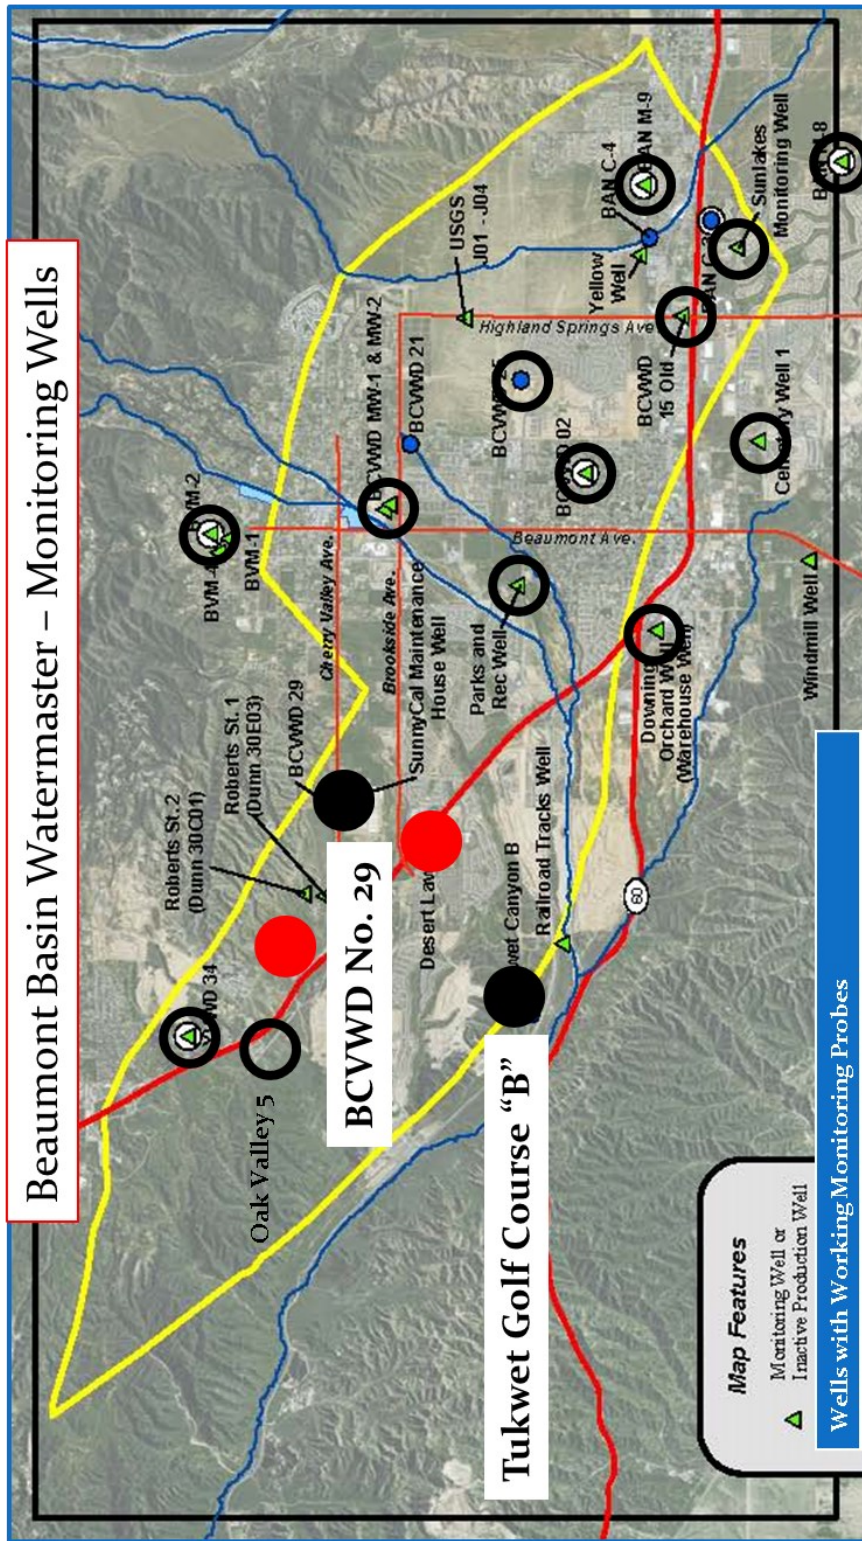 Beaumont Basin Watermaster – Monitoring Wells
BVM-2
BVM-4
BVM-1
BCVWD MW-1 & MW-2
BCVWD 21
USGS
J01 - J04
Roberts St. 2
(Dunn 30C01)
Roberts St. 1
(Dunn 30E03)
BCVWD 29
Cherry Valley Ave.
Brookside Ave.
SunnyCal Maintenance
House Well
Oak Valley 5
BCVWD No. 29
Desert
Highland Springs Ave
Yellow
Well
BAN C-4
BAN M-9
Parks and
Rec Well
02
Beaumont Ave.
BCVWD
15 Old
Sunlakes
Monitoring Well
Canyon B
Railroad Tracks Well
60
Orchard Well
(Warehouse Well)
Cemetery Well 1
Windmill Well
Tukwet Golf Course “B”
Map Features
Monitoring Well or
Inactive Production Well
Wells with Working Monitoring Probes